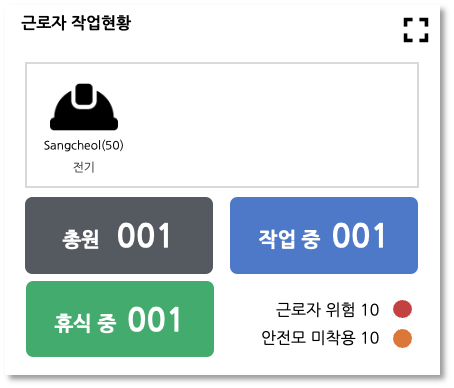 근로자 작업현황
Sangcheol(50)
전기
총원 001
작업 중 001
휴식 중 001
근로자 위험 10
안전모 미착용 10